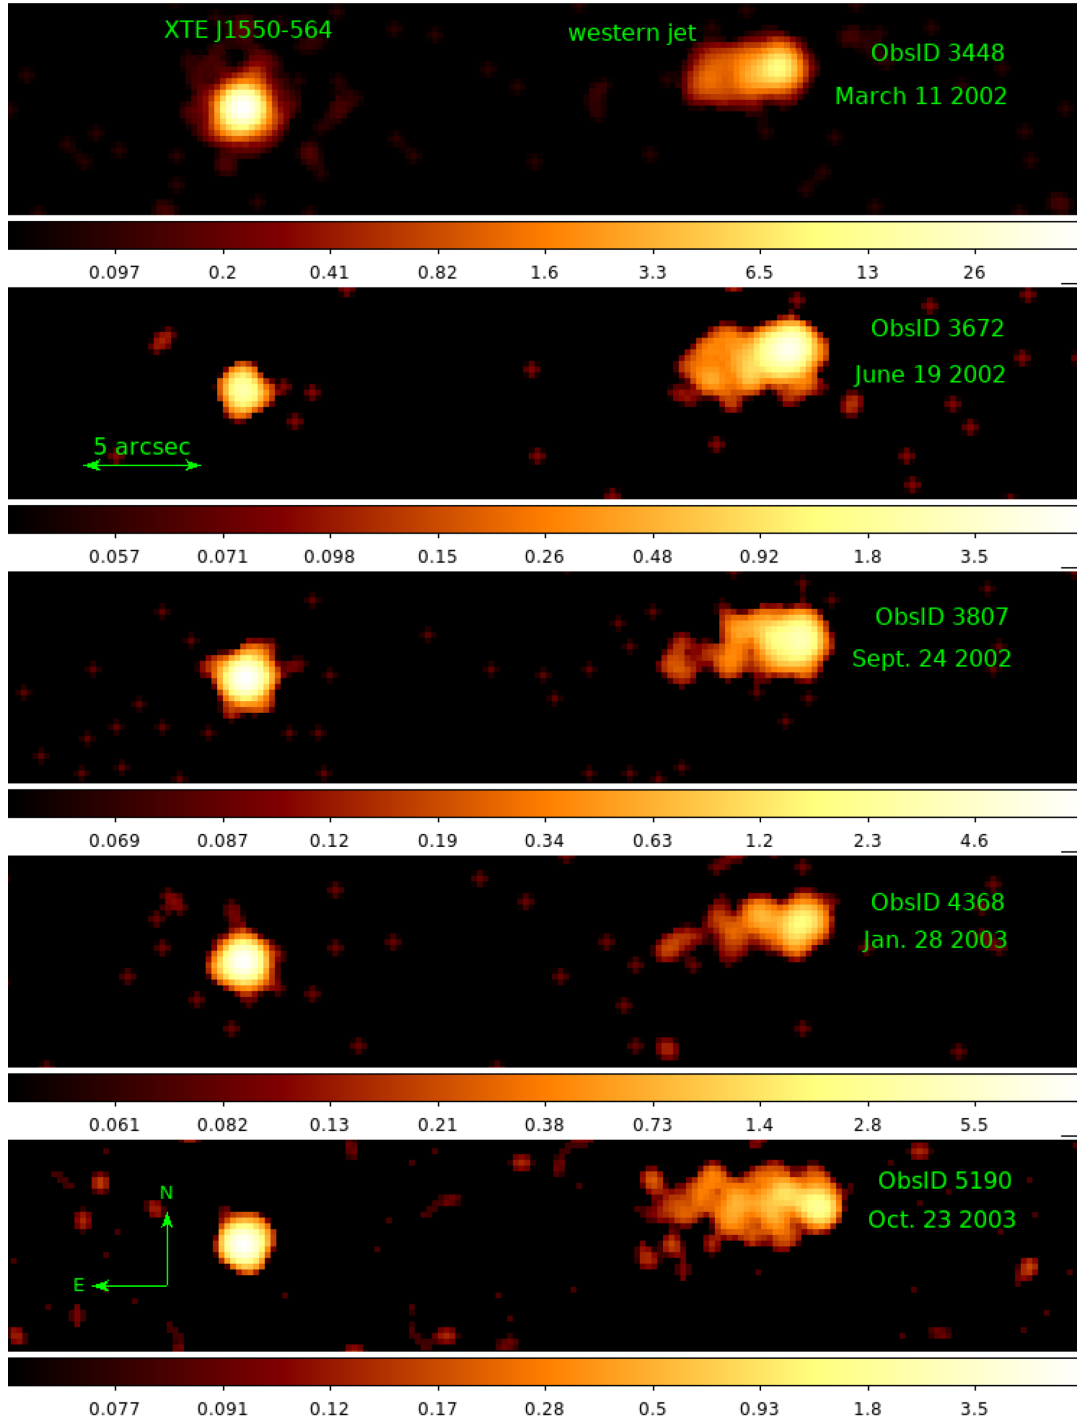 XTE J1550-564
western jet
ObsID 3448
March 11 2002
0.097 0.2 0.41 0.82 1.6 3.3 6.5 13 26
ObsID 3672
June 19 2002
5 arcsec
0.057 0.071 0.098 0.15 0.26 0.48 0.92 1.8 3.5
ObsID 3807
Sept. 24 2002
0.069 0.087 0.12 0.19 0.34 0.63 1.2 2.3 4.6
ObsID 4368
Jan. 28 2003
0.061 0.082 0.13 0.21 0.38 0.73 1.4 2.8 5.5
ObsID 5190
N
Oct. 23 2003
E
0.077 0.091 0.12 0.17 0.28 0.5 0.93 1.8 3.5